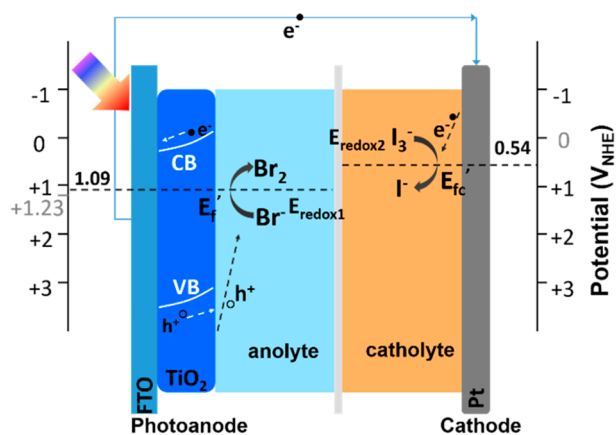 e-
-1
0
+1
+1.23
+2
+3
1.09
e-
CB
Ef'
VB
h+
TiO2
FTO
Br2
Br- Eredox1
h+
anolyte
Eredox2 I3-
e-
I-
Efc'
catholyte
Pt
0.54
-1
0
+1
+2
+3
Potential (VNHE)
Photoanode
Cathode